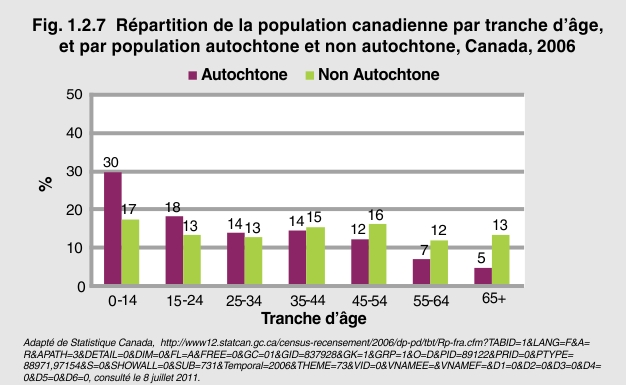 Fig. 1.2.7 Répartition de la population canadienne par tranche d'âge,
et par population autochtone et non autochtone, Canada, 2006
Autochtone Non Autochtone
50
40
30
20
10
0
%
30 17 18 13 14 13 14 15 12 16 7 12 5 13
0-14 15-24 25-34 35-44 45-54 55-64 65+
Tranche d'âge
Adapté de Statistique Canada, http://www12.statcan.gc.ca/census-recensement/2006/dp-pd/tbt/Rp-fra.cfm?TABID=1&LANG=F&A=
R&APATH=3&DETAIL=0&DIM=0&FL=A&FREE=0&GC=01&GID=837928&GK=1&GRP=1&O=D&PID=89122&PRID=0&PTYPE=
88971,97154&S=0&SHOWALL=0&SUB=731&Temporal=2006&THEME=73&VID=0&VNAMEE=&VNAMEF=&D1=0&D2=0&D3=0&D4=
0&D5=0&D6=0, consulté le 8 juillet 2011.